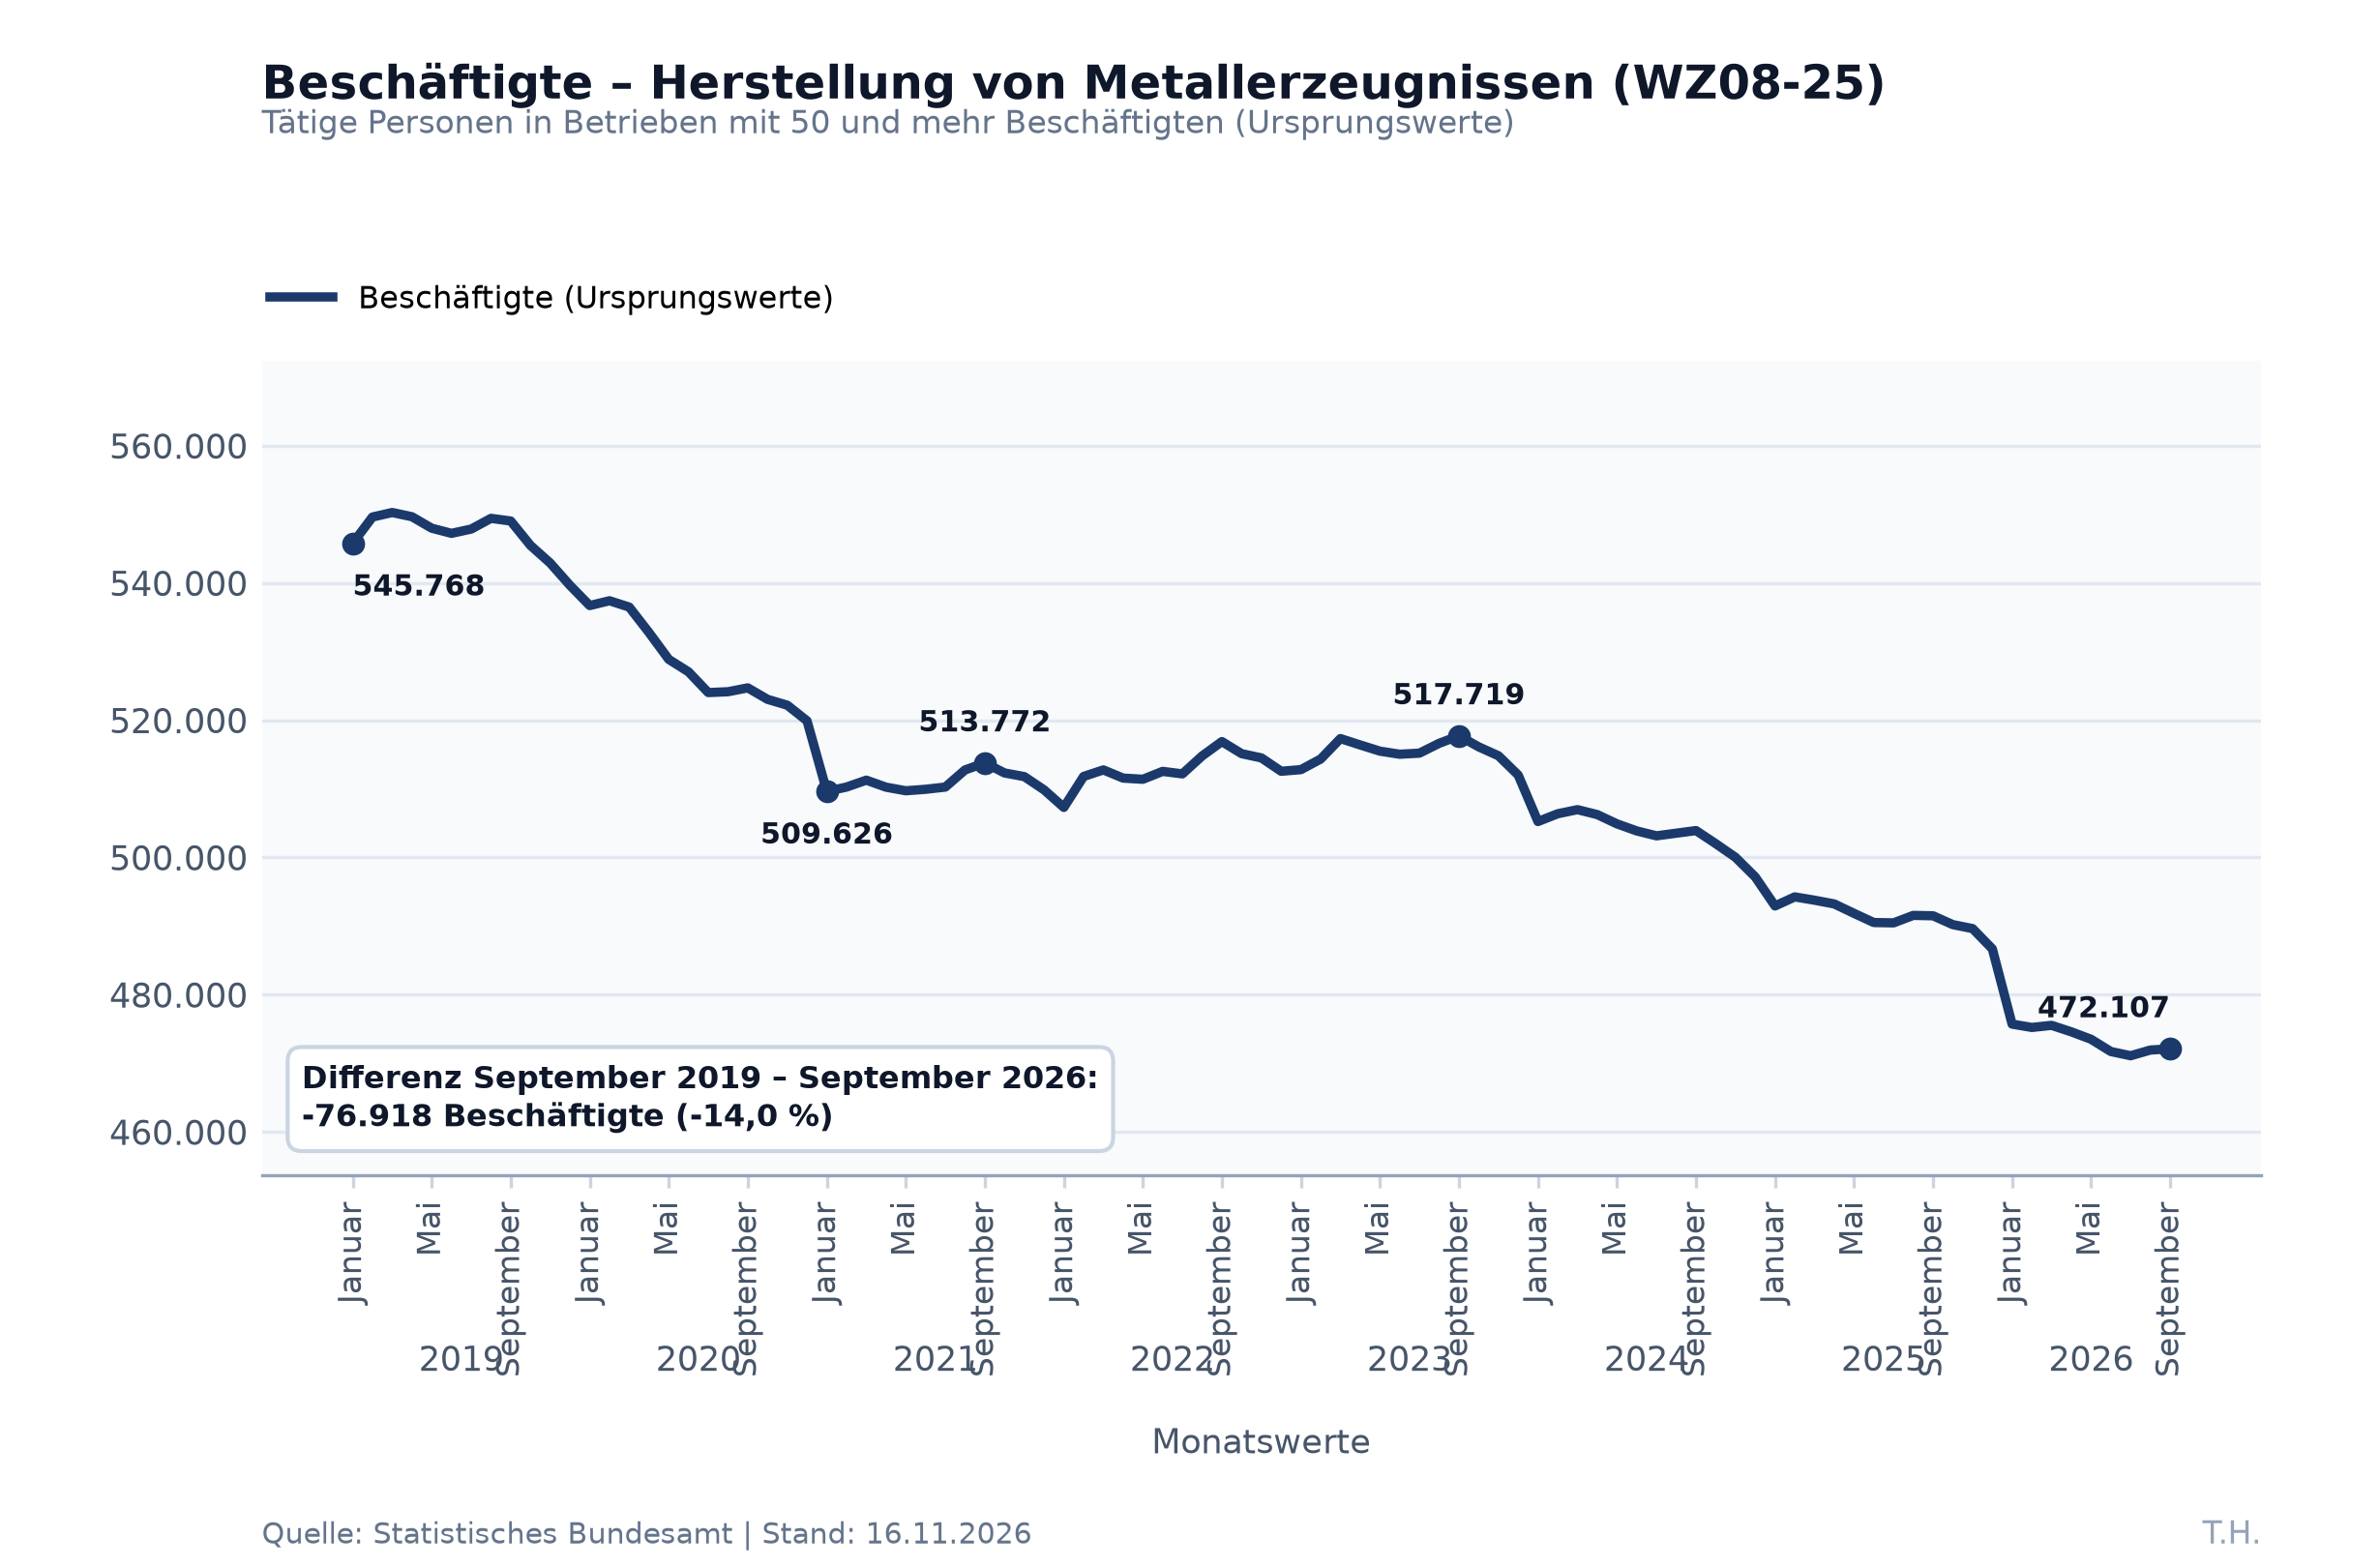 Beschäftigte – Herstellung von Metallerzeugnissen (WZ08-25)
Tätige Personen in Betrieben mit 50 und mehr Beschäftigten (Ursprungswerte)
Beschäftigte (Ursprungswerte)
560.000
540.000
520.000
500.000
480.000
460.000
545.768
509.626
513.772
517.719
472.107
Differenz September 2019 – September 2026:
-76.918 Beschäftigte (-14,0 %)
Januar
Mai
September
Januar
Mai
September
Januar
Mai
September
Januar
Mai
September
Januar
Mai
September
Januar
Mai
September
Januar
Mai
September
Januar
Mai
September
2019
2020
2021
2022
2023
2024
2025
2026
Monatswerte
Quelle: Statistisches Bundesamt | Stand: 16.11.2026
T.H.